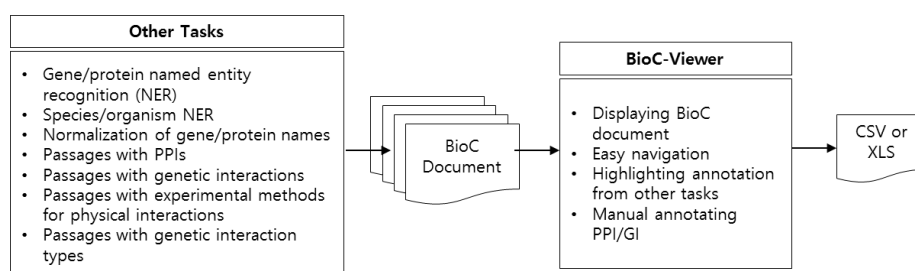 Other Tasks
• Gene/protein named entity
recognition (NER)
• Species/organism NER
• Normalization of gene/protein names
• Passages with PPIs
• Passages with genetic interactions
• Passages with experimental methods
for physical interactions
• Passages with genetic interaction
types
BioC
Document
BioC-Viewer
• Displaying BioC
document
• Easy navigation
• Highlighting annotation
from other tasks
• Manual annotating
PPI/GI
CSV or
XLS